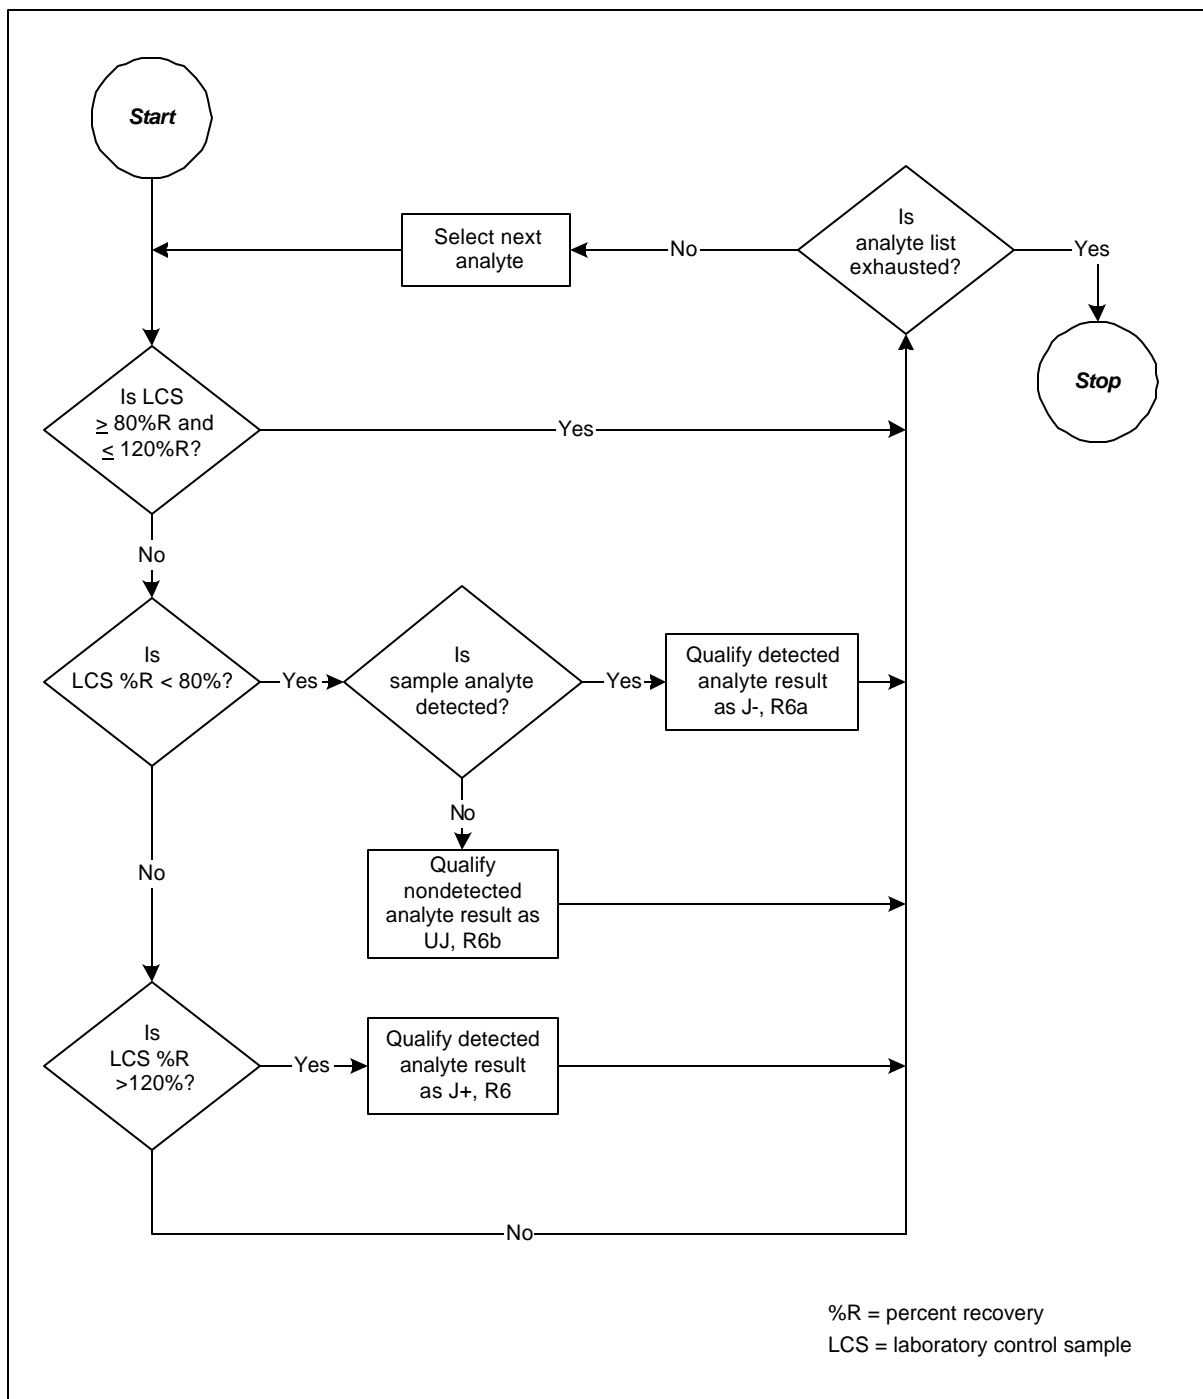 Start
Is
analyte list
exhausted?
Select next
analyte
No
Yes
Stop
Is LCS
≥ 80%R and
≤ 120%R?
Yes
No
Is
LCS %R < 80%?
Yes
Is
sample analyte
detected?
Yes
Qualify detected
analyte result
as J-, R6a
No
No
Qualify
nondetected
analyte result as
UJ, R6b
Is
LCS %R
>120%?
Yes
Qualify detected
analyte result
as J+, R6
No
%R = percent recovery
LCS = laboratory control sample